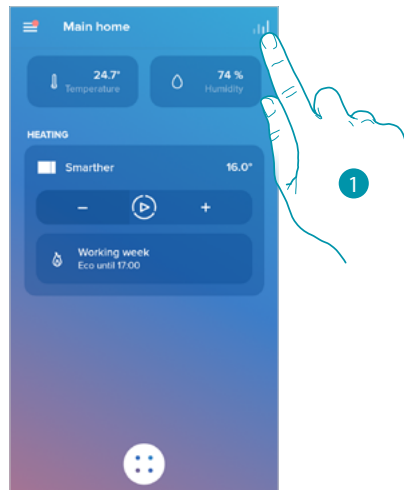 Main home
24.7°
Temperature
74 %
Humidity
HEATING
Smarther
16.0°
− +
Working week
Eco until 17:00
1